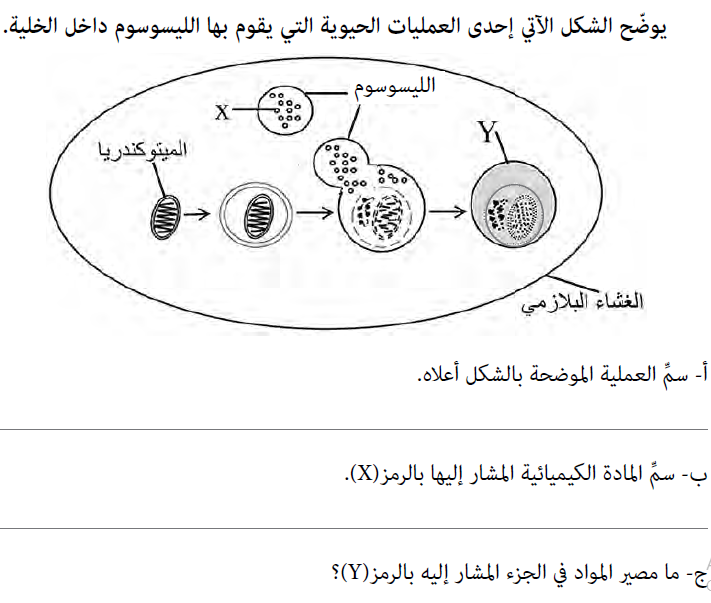 يوضّح الشكل الآتي إحدى العمليات الحيوية التي يقوم بها الليسوسوم داخل الخلية.
الليسوسوم
X
Y
الميتوكندريا
الغشاء البلازمي
أ- سمِّ العملية الموضحة بالشكل أعلاه.
ب- سمِّ المادة الكيميائية المشار إليها بالرمز(X).
ج- ما مصير المواد في الجزء المشار إليه بالرمز(Y)؟